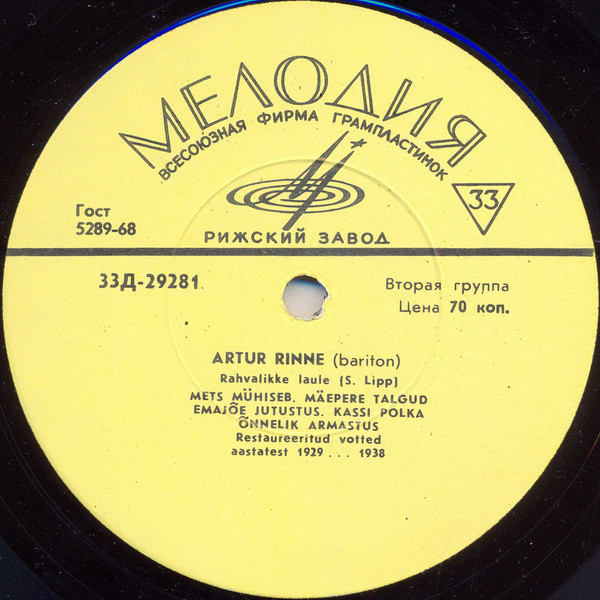 МЕЛОДИЯ
ВСЕСОЮЗНАЯ ФИРМА ГРАМПЛАСТИНОК
33
Гост
5289-68
РИЖСКИЙ ЗАВОД
33Д-29281
Вторая группа
Цена 70 коп.
ARTUR RINNE (bariton)
Rahvalikke laule (S. Lipp)
METS MÜHISEB. MÄEPERE TALGUD
EMAJÕE JUTUSTUS. KASSI POLKA
ÕNNELIK ARMASTUS
Restaureeritud votted
aastatest 1929 ... 1938